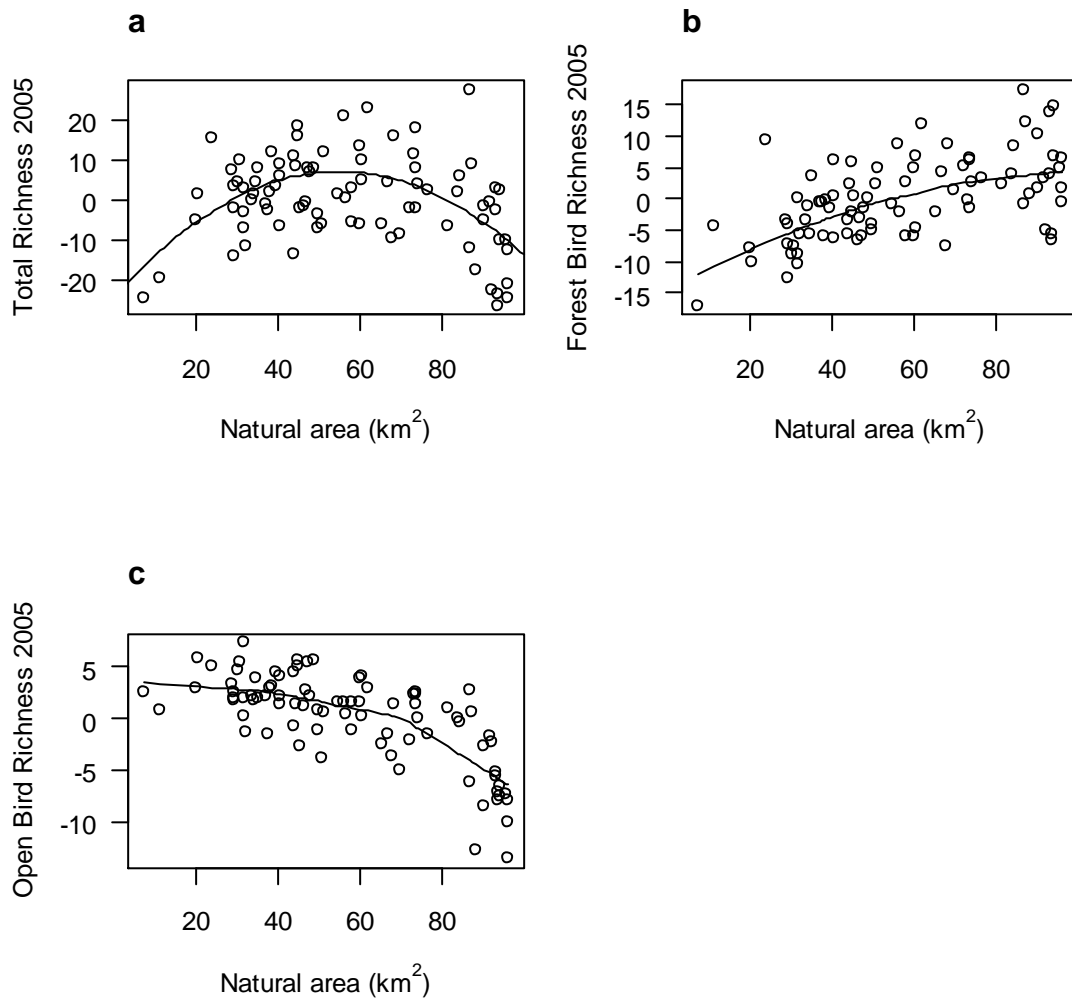 a
Total Richness 2005
20
10
0
-10
-20
20 40 60 80
Natural area (km²)
b
Forest Bird Richness 2005
15
10
5
0
-5
-10
-15
20 40 60 80
Natural area (km²)
c
Open Bird Richness 2005
5
0
-5
-10
20 40 60 80
Natural area (km²)